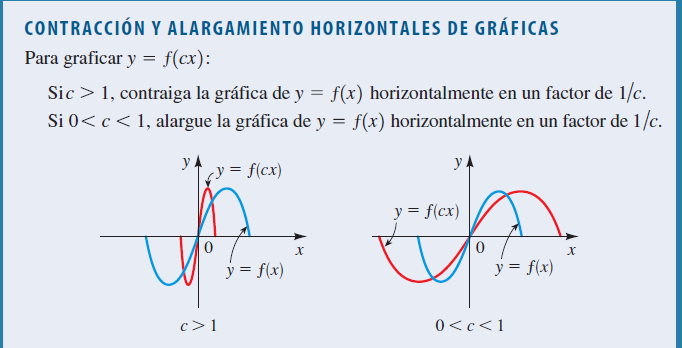 CONTRACCIÓN Y ALARGAMIENTO HORIZONTALES DE GRÁFICAS
Para graficar y = f(cx):
Si c > 1, contraiga la gráfica de y = f(x) horizontalmente en un factor de 1/c.
Si 0 < c < 1, alargue la gráfica de y = f(x) horizontalmente en un factor de 1/c.
y
y = f(cx)
0
x
y = f(x)
c > 1
y
y = f(cx)
0
x
y = f(x)
0 < c < 1